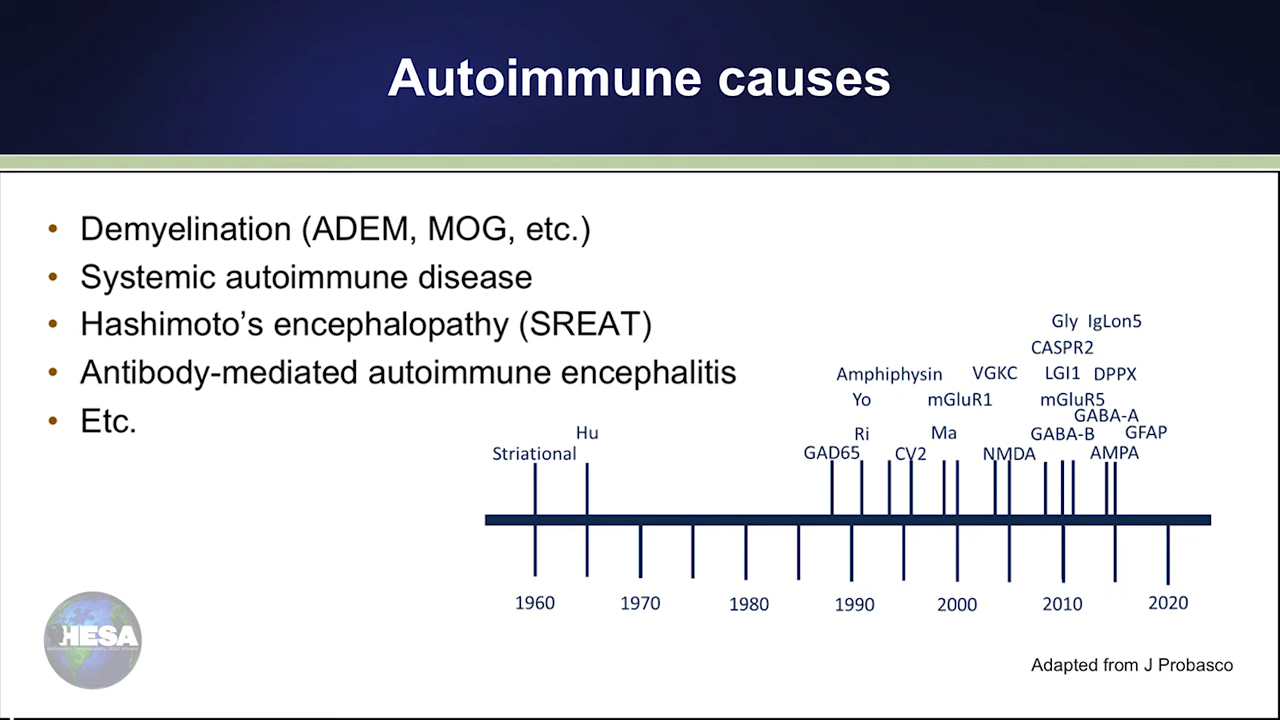 Autoimmune causes
• Demyelination (ADEM, MOG, etc.)
• Systemic autoimmune disease
• Hashimoto’s encephalopathy (SREAT)
• Antibody-mediated autoimmune encephalitis
• Etc.
Gly IgLon5
CASPR2
Amphiphysin VGKC LGI1 DPPX
Yo mGluR1 mGluR5
GABA-A
Hu Ri Ma GABA-B GFAP
Striational GAD65 CV2 NMDA AMPA
1960 1970 1980 1990 2000 2010 2020
HESA
Adapted from J Probasco